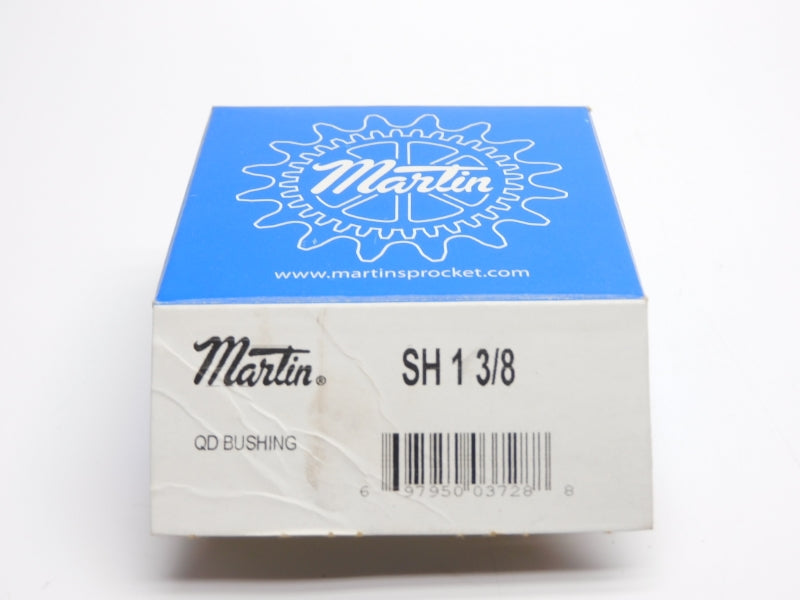 Martin
www.martinsprocket.com
Martin®
SH 1 3/8
QD BUSHING
6 97950 03728 8